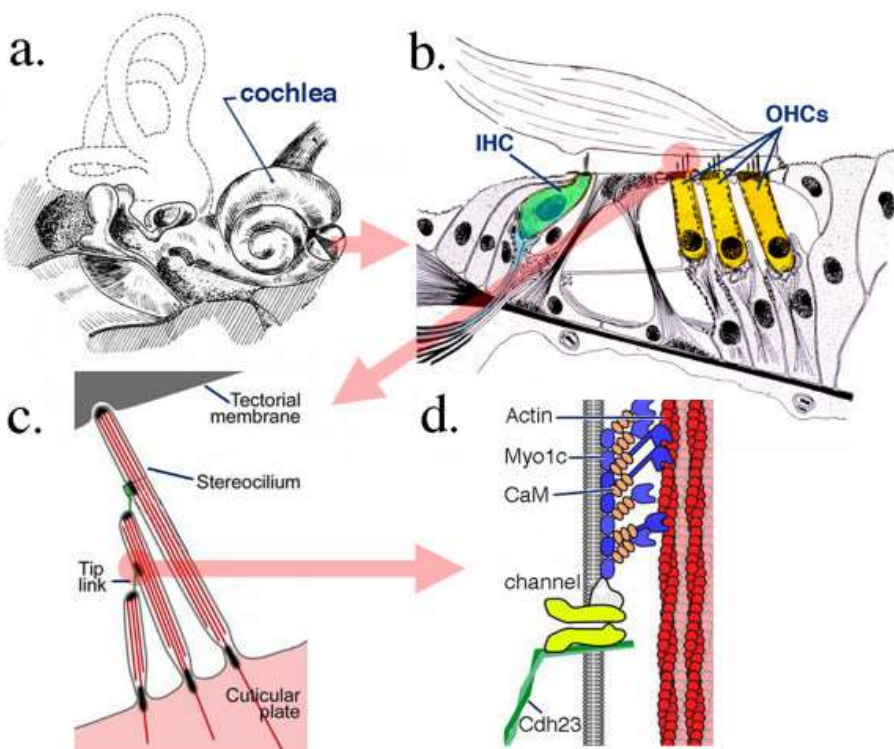 a.
cochlea
b.
OHCs
IHC
c.
Tectorial
membrane
Stereocilium
Tip
link
Cuticular
plate
d.
Actin
Myo1c
CaM
channel
Cdh23